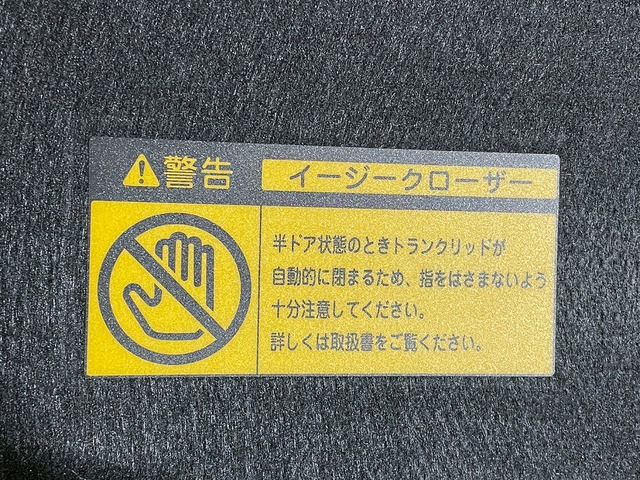 警告 イージークローザー
半ドア状態のときトランクリッドが
自動的に閉まるため、指をはさまないよう
十分注意してください。
詳しくは取扱書をご覧ください。